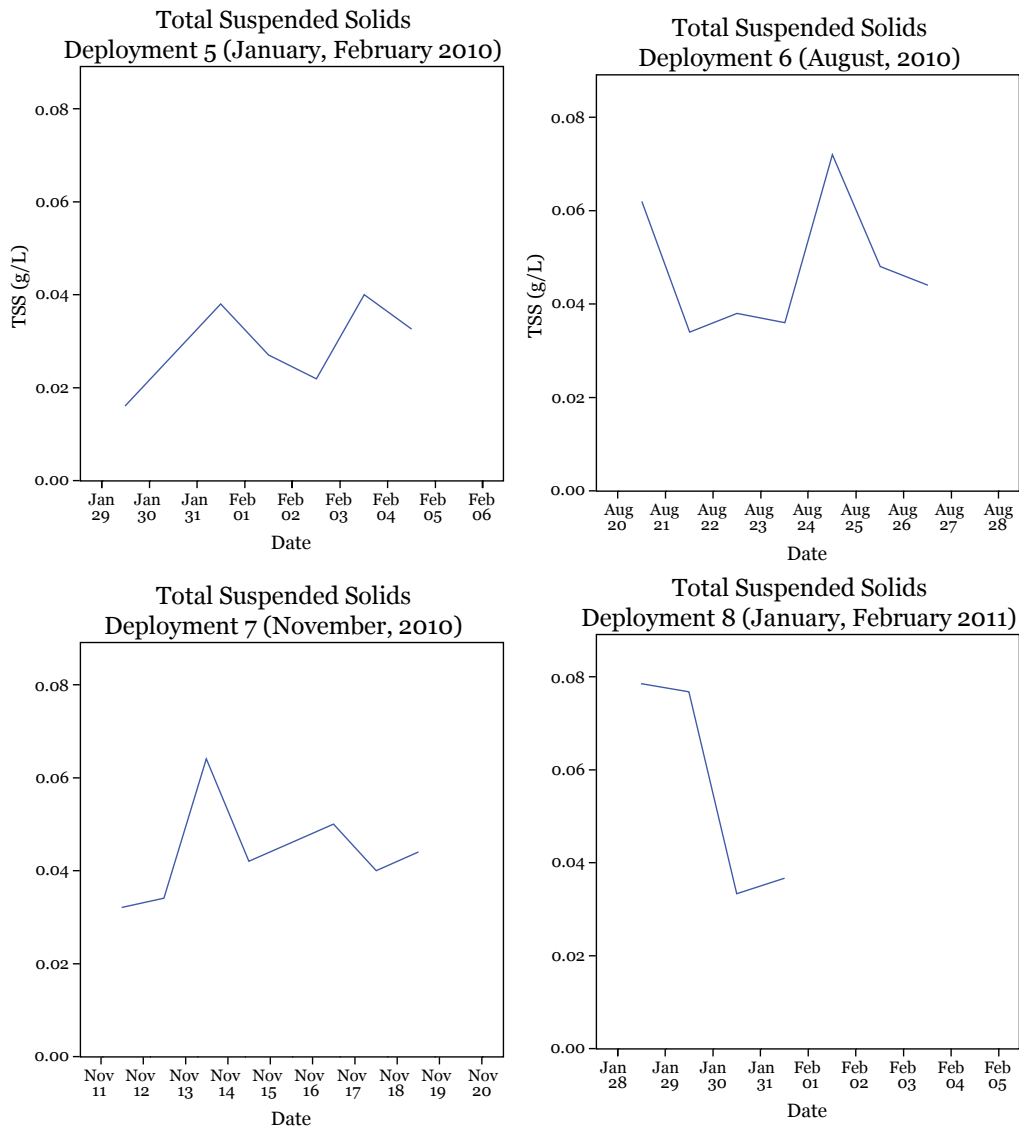 Total Suspended Solids
Deployment 5 (January, February 2010)
0.08
0.06
0.04
0.02
0.00
TSS (g/L)
Jan Jan Jan Feb Feb Feb Feb Feb Feb
29 30 31 01 02 03 04 05 06
Date
Total Suspended Solids
Deployment 6 (August, 2010)
0.08
0.06
0.04
0.02
0.00
TSS (g/L)
Aug Aug Aug Aug Aug Aug Aug Aug Aug
20 21 22 23 24 25 26 27 28
Date
Total Suspended Solids
Deployment 7 (November, 2010)
0.08
0.06
0.04
0.02
0.00
Nov Nov Nov Nov Nov Nov Nov Nov Nov Nov
11 12 13 14 15 16 17 18 19 20
Date
Total Suspended Solids
Deployment 8 (January, February 2011)
0.08
0.06
0.04
0.02
0.00
Jan Jan Jan Jan Feb Feb Feb Feb Feb
28 29 30 31 01 02 03 04 05
Date